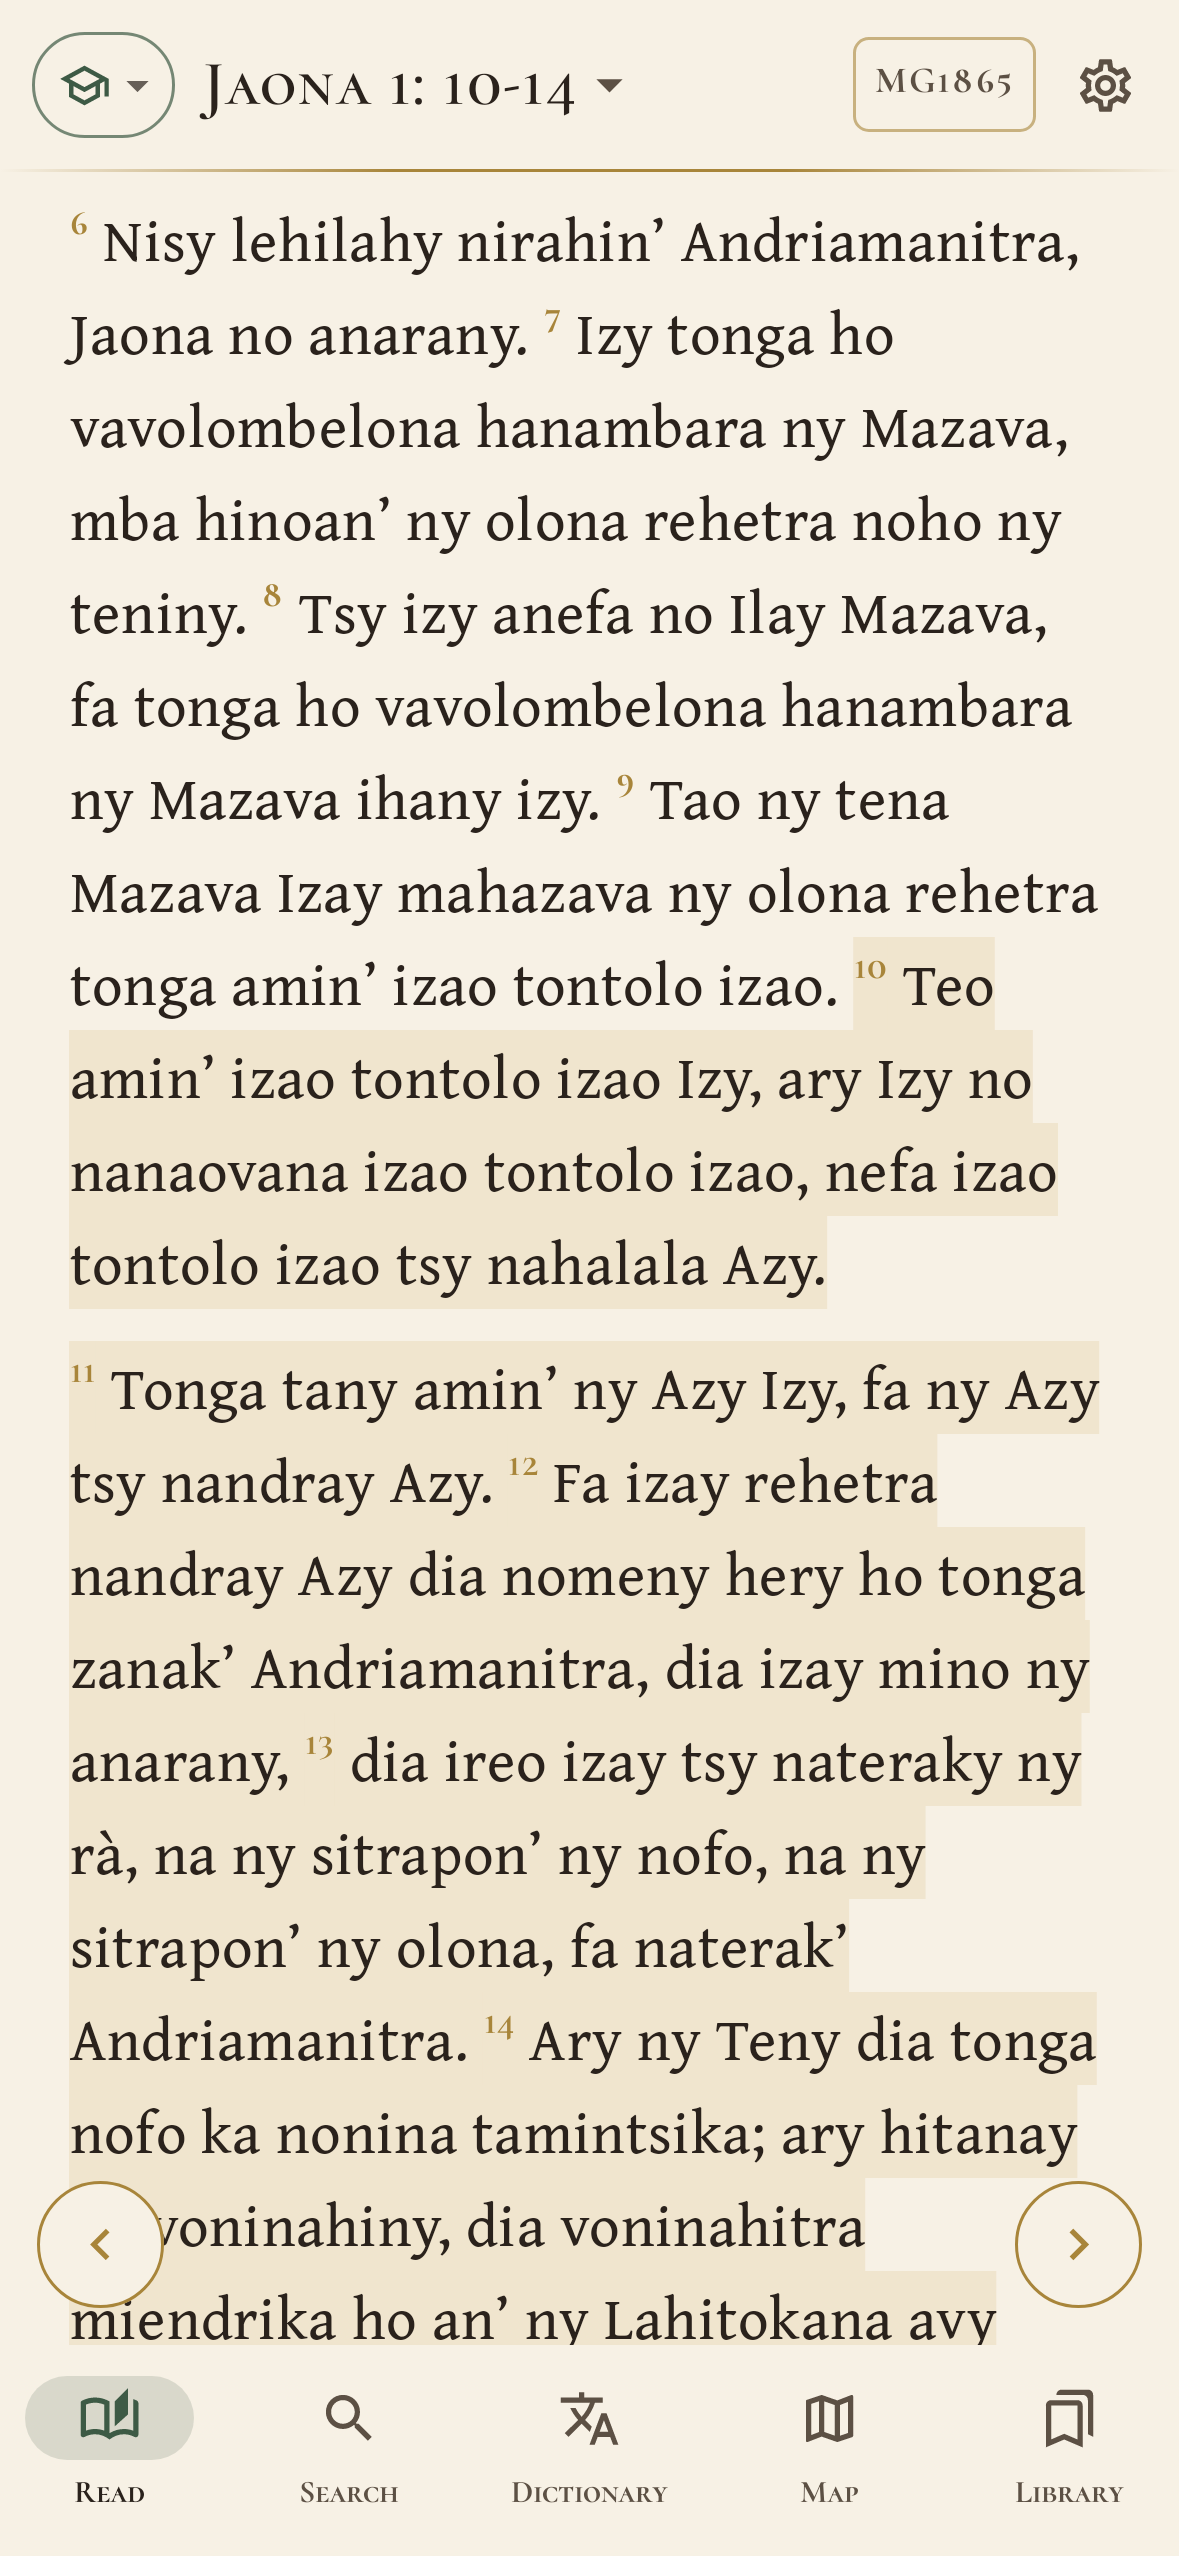 Jaona 1: 10-14
MG1865
6 Nisy lehilahy nirahin’ Andriamanitra,
Jaona no anarany. 7 Izy tonga ho
vavolombelona hanambara ny Mazava,
mba hinoan’ ny olona rehetra noho ny
teniny. 8 Tsy izy anefa no Ilay Mazava,
fa tonga ho vavolombelona hanambara
ny Mazava ihany izy. 9 Tao ny tena
Mazava Izay mahazava ny olona rehetra
tonga amin’ izao tontolo izao. 10 Teo
amin’ izao tontolo izao Izy, ary Izy no
nanaovana izao tontolo izao, nefa izao
tontolo izao tsy nahalala Azy.
11 Tonga tany amin’ ny Azy Izy, fa ny Azy
tsy nandray Azy. 12 Fa izay rehetra
nandray Azy dia nomeny hery ho tonga
zanak’ Andriamanitra, dia izay mino ny
anarany, 13 dia ireo izay tsy nateraky ny
rà, na ny sitrapon’ ny nofo, na ny
sitrapon’ ny olona, fa naterak’
Andriamanitra. 14 Ary ny Teny dia tonga
nofo ka nonina tamintsika; ary hitanay
voninahiny, dia voninahitra
miendrika ho an’ ny Lahitokana avy
Read
Search
Dictionary
Map
Library